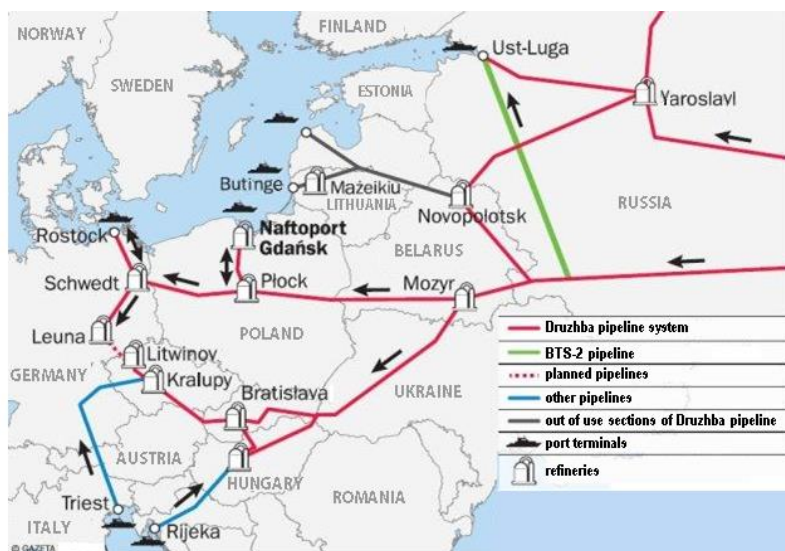 NORWAY
FINLAND
SWEDEN
Ust-Luga
ESTONIA
Yaroslavl
Butinge
Mażeikiu
LITHUANIA
Novopolotsk
RUSSIA
Rostock
Naftoport
Gdańsk
BELARUS
Schwedt
Płock
Mozyr
Leuna
POLAND
Litwinov
GERMANY
Kralupy
Bratislava
UKRAINE
AUSTRIA
HUNGARY
ROMANIA
Triest
ITALY
Rijeka
Druzhba pipeline system
BTS-2 pipeline
planned pipelines
other pipelines
out of use sections of Druzhba pipeline
port terminals
refineries
© GAZETA